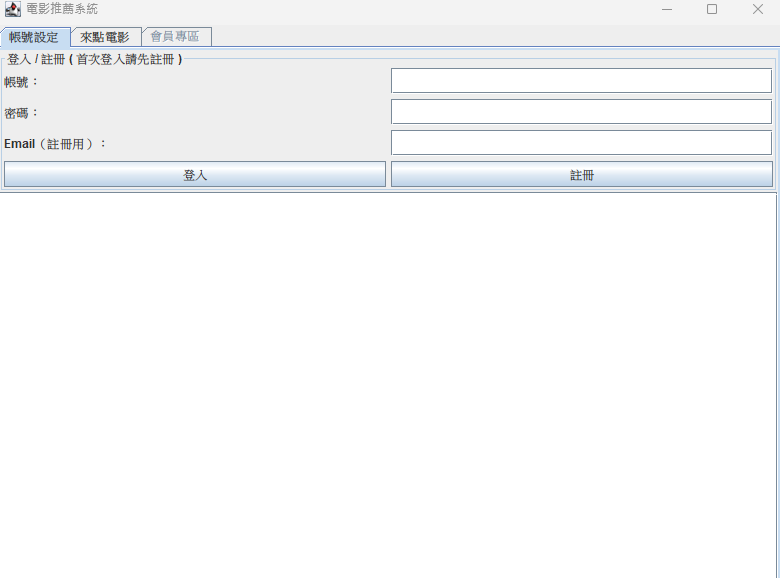 電影推薦系統
帳號設定 來點電影 會員專區
登入 / 註冊 ( 首次登入請先註冊 )
帳號：
密碼：
Email（註冊用）：
登入 註冊